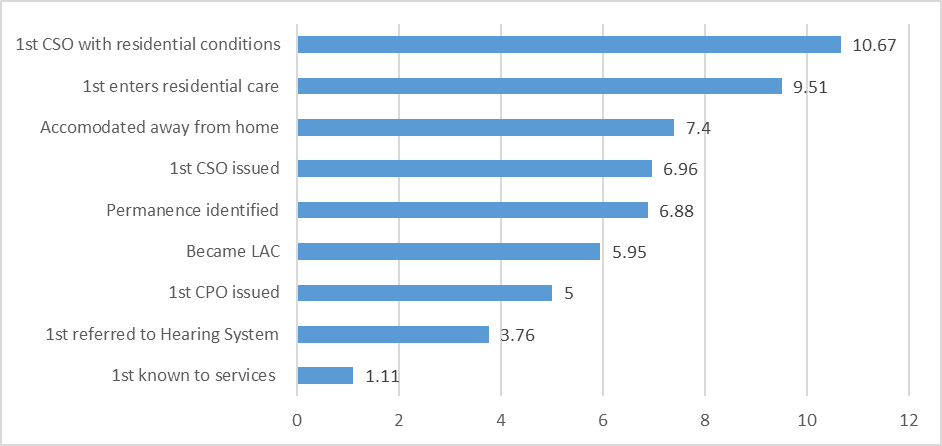 1st CSO with residential conditions 10.67
1st enters residential care 9.51
Accomodated away from home 7.4
1st CSO issued 6.96
Permanence identified 6.88
Became LAC 5.95
1st CPO issued 5
1st referred to Hearing System 3.76
1st known to services 1.11
0 2 4 6 8 10 12